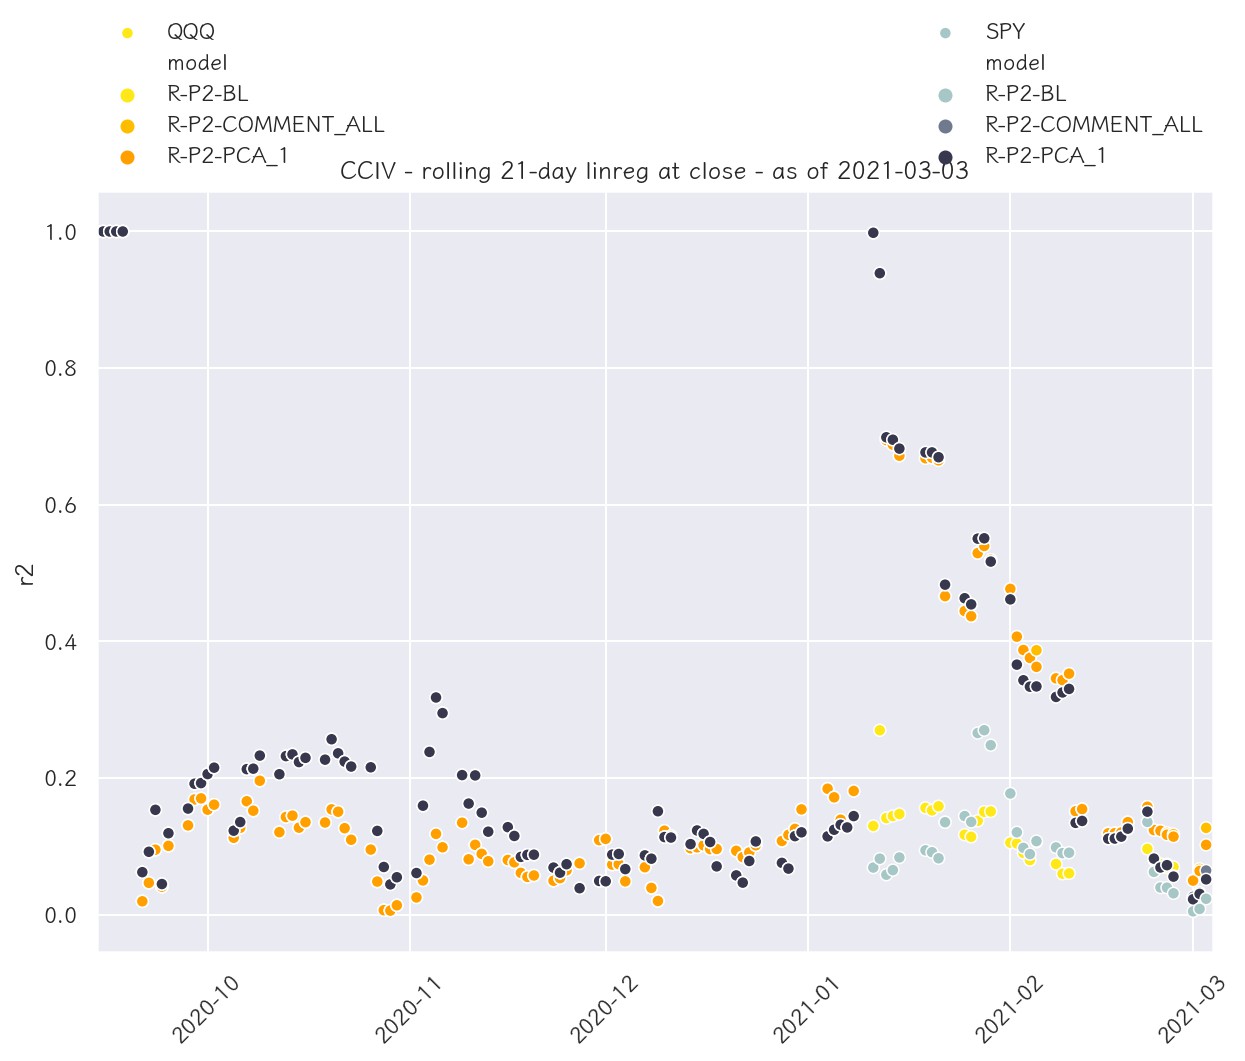 QQQ
model
R-P2-BL
R-P2-COMMENT_ALL
R-P2-PCA_1
SPY
model
R-P2-BL
R-P2-COMMENT_ALL
R-P2-PCA_1
CCIV - rolling 21-day linreg at close - as of 2021-03-03
1.0
0.8
0.6
0.4
0.2
0.0
r2
2020-10
2020-11
2020-12
2021-01
2021-02
2021-03